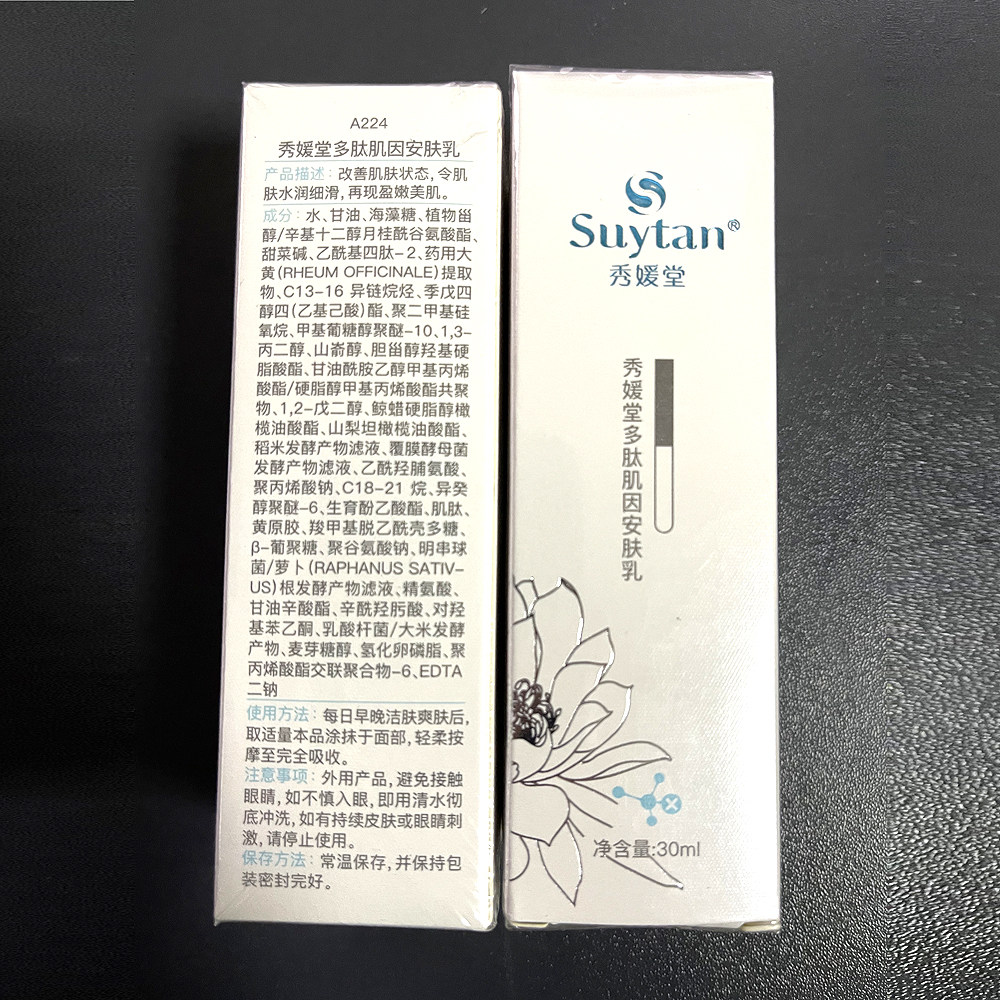 A224
秀媛堂多肽肌因安肤乳
产品描述：改善肌肤状态，令肌
肤水润细滑，再现盈嫩美肌。
成分：水、甘油、海藻糖、植物甾
醇/辛基十二醇月桂酰谷氨酸酯、
甜菜碱、乙酰基四肽-2、药用大
黄(RHEUM OFFICINALE)提取
物、C13-16 异链烷烃、季戊四
醇四(乙基己酸)酯、聚二甲基硅
氧烷、甲基葡糖醇聚醚-10、1,3-
丙二醇、山嵛醇、胆甾醇羟基硬
脂酸酯、甘油酰胺乙醇甲基丙烯
酸酯/硬脂醇甲基丙烯酸酯共聚
物、1,2-戊二醇、鲸蜡硬脂醇橄
榄油酸酯、山梨坦橄榄油酸酯、
稻米发酵产物滤液、覆膜酵母菌
发酵产物滤液、乙酰羟脯氨酸、
聚丙烯酸钠、C18-21 烷、异癸
醇聚醚-6、生育酚乙酸酯、肌肽、
黄原胶、羧甲基脱乙酰壳多糖、
β-葡聚糖、聚谷氨酸钠、明串球
菌/萝卜(RAPHANUS SATIV-
US)根发酵产物滤液、精氨酸、
甘油辛酸酯、辛酰羟肟酸、对羟
基苯乙酮、乳酸杆菌/大米发酵
产物、麦芽糖醇、氢化卵磷脂、聚
丙烯酸酯交联聚合物-6、EDTA
二钠
使用方法：每日早晚洁肤爽肤后，
取适量本品涂抹于面部，轻柔按
摩至完全吸收。
注意事项：外用产品，避免接触
眼睛，如不慎入眼，即用清水彻
底冲洗，如有持续皮肤或眼睛刺
激，请停止使用。
保存方法：常温保存，并保持包
装密封完好。
Suytan®
秀媛堂
秀媛堂多肽肌因安肤乳
净含量:30ml